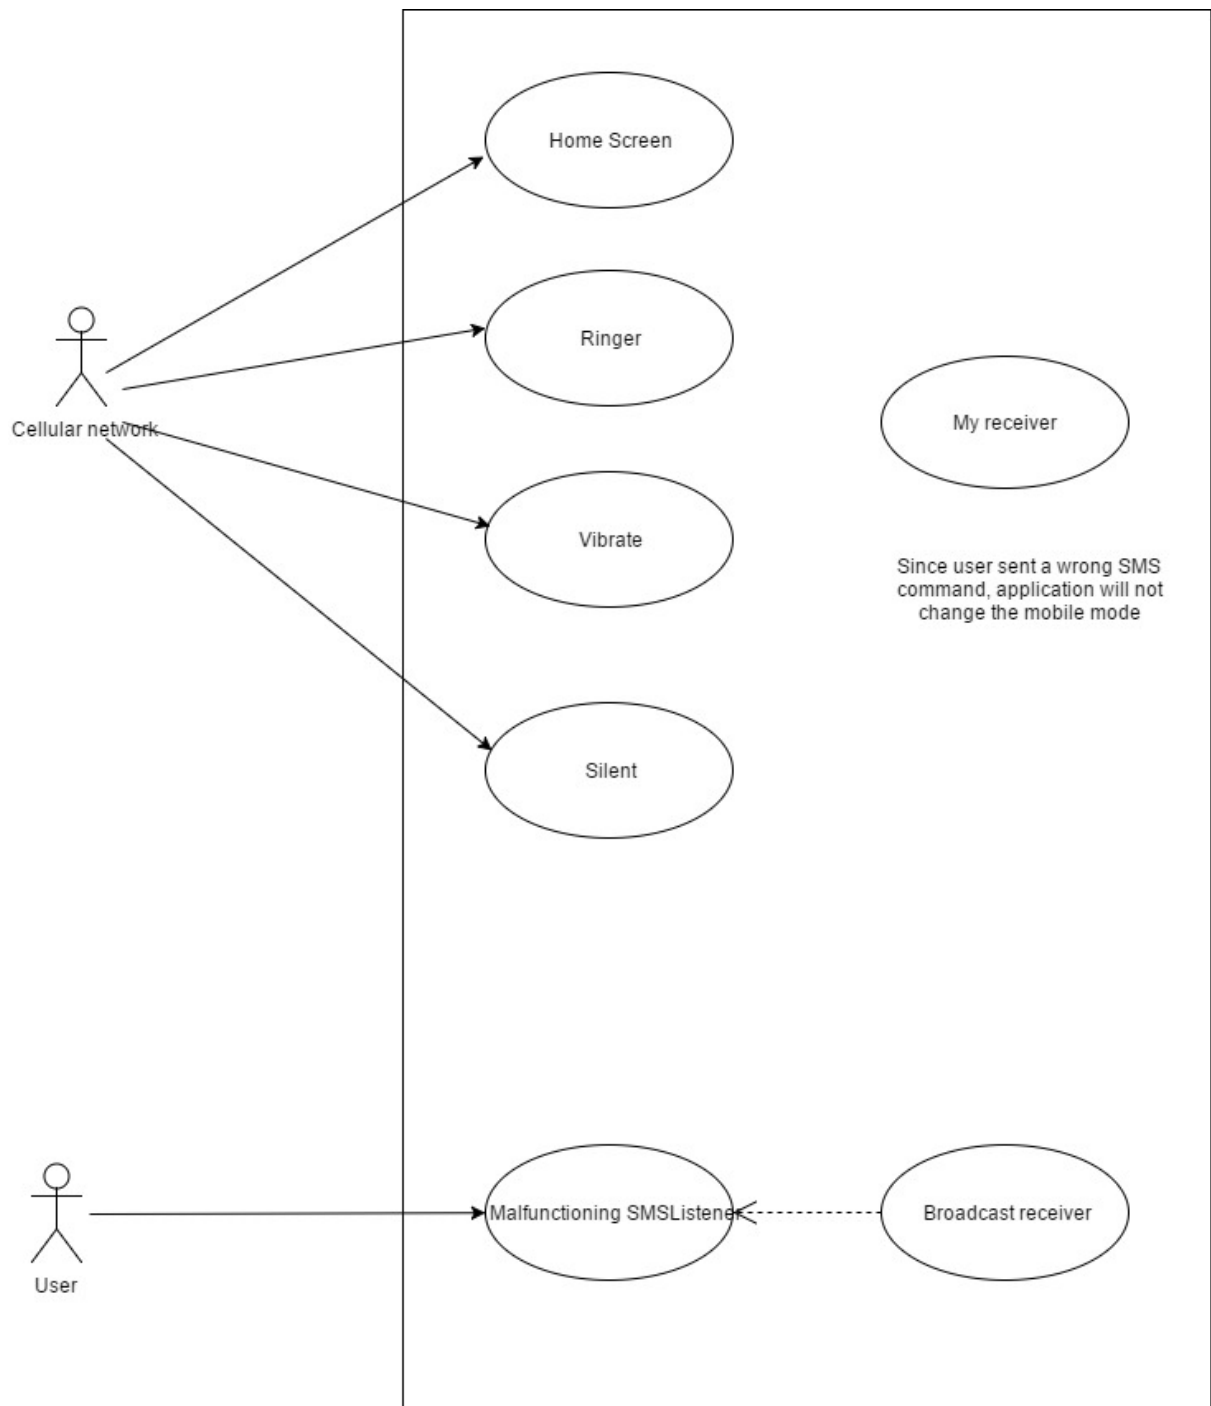 Home Screen
Ringer
Cellular network
My receiver
Vibrate
Since user sent a wrong SMS
command, application will not
change the mobile mode
Silent
Malfunctioning SMSListener
Broadcast receiver
User